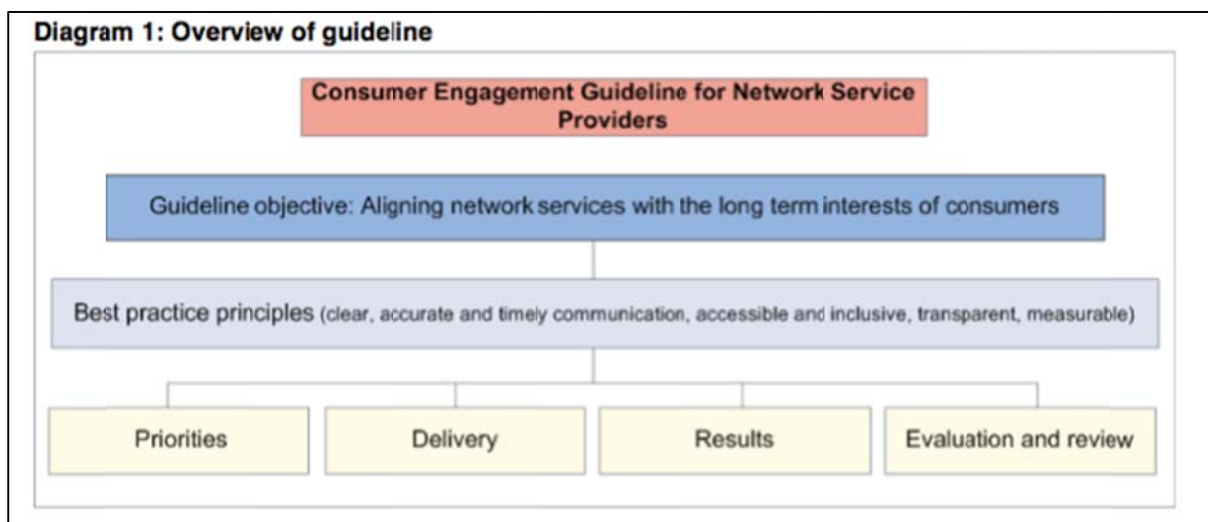 Diagram 1: Overview of guideline
Consumer Engagement Guideline for Network Service
Providers
Guideline objective: Aligning network services with the long term interests of consumers
Best practice principles (clear, accurate and timely communication, accessible and inclusive, transparent, measurable)
Priorities
Delivery
Results
Evaluation and review